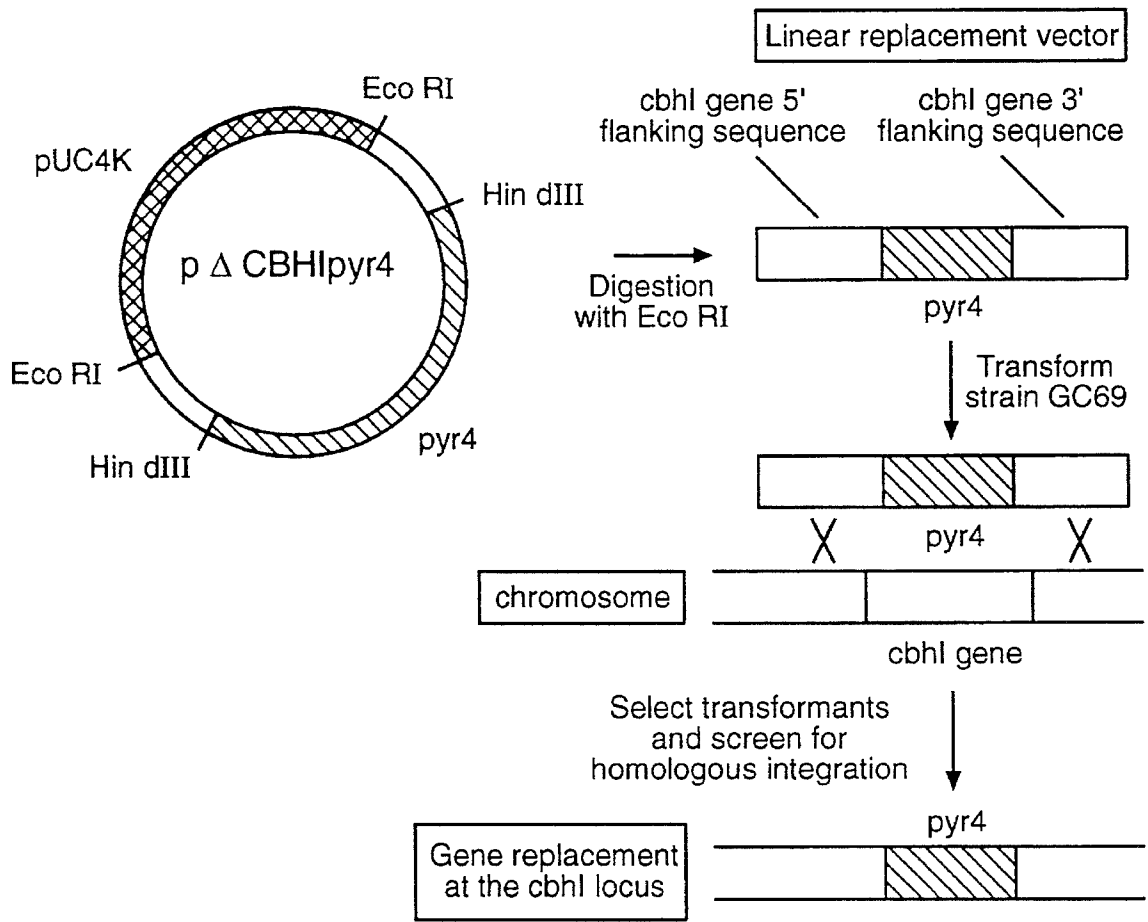 Linear replacement vector
Eco RI
cbhI gene 5'
flanking sequence
cbhI gene 3'
flanking sequence
pUC4K
Hin dIII
p Δ CBHIpyr4
Digestion
with Eco RI
pyr4
Eco RI
Hin dIII
pyr4
Transform
strain GC69
pyr4
chromosome
cbhI gene
Select transformants
and screen for
homologous integration
pyr4
Gene replacement
at the cbhI locus